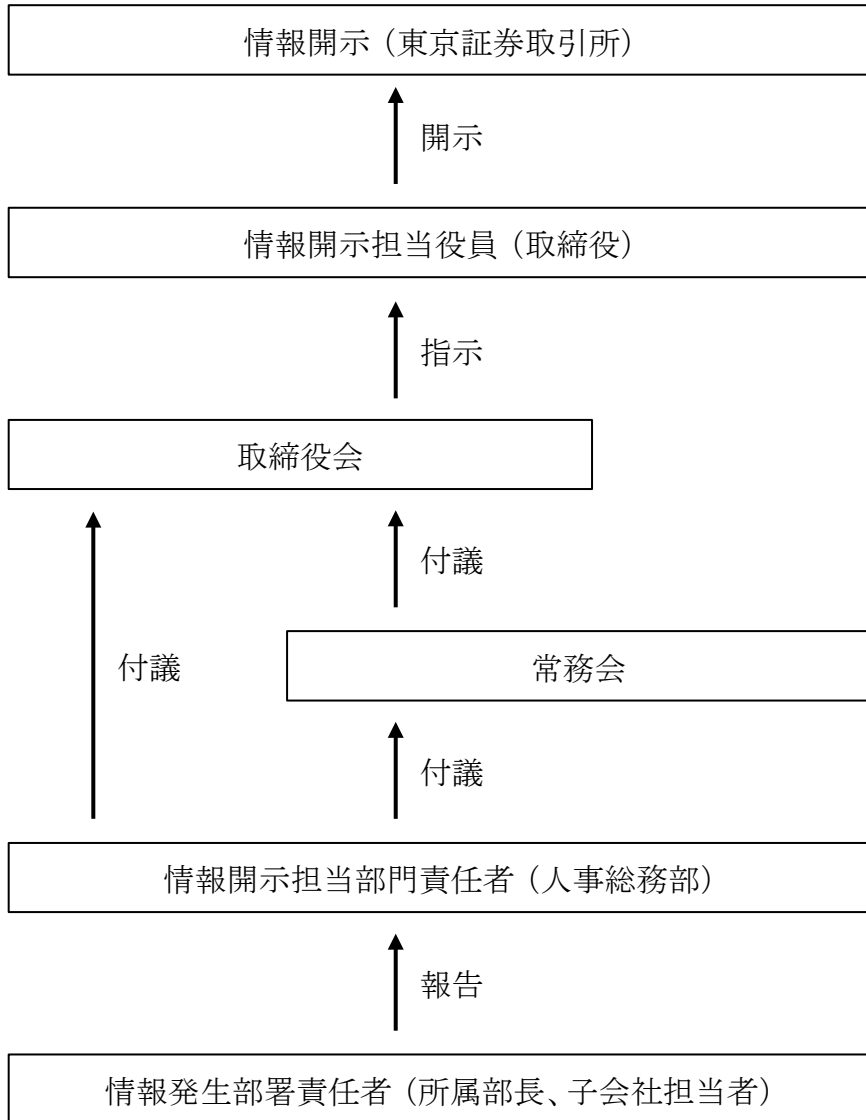 情報開示（東京証券取引所）
開示
情報開示担当役員（取締役）
指示
取締役会
付議
付議
常務会
付議
情報開示担当部門責任者（人事総務部）
報告
情報発生部署責任者（所属部長、子会社担当者）